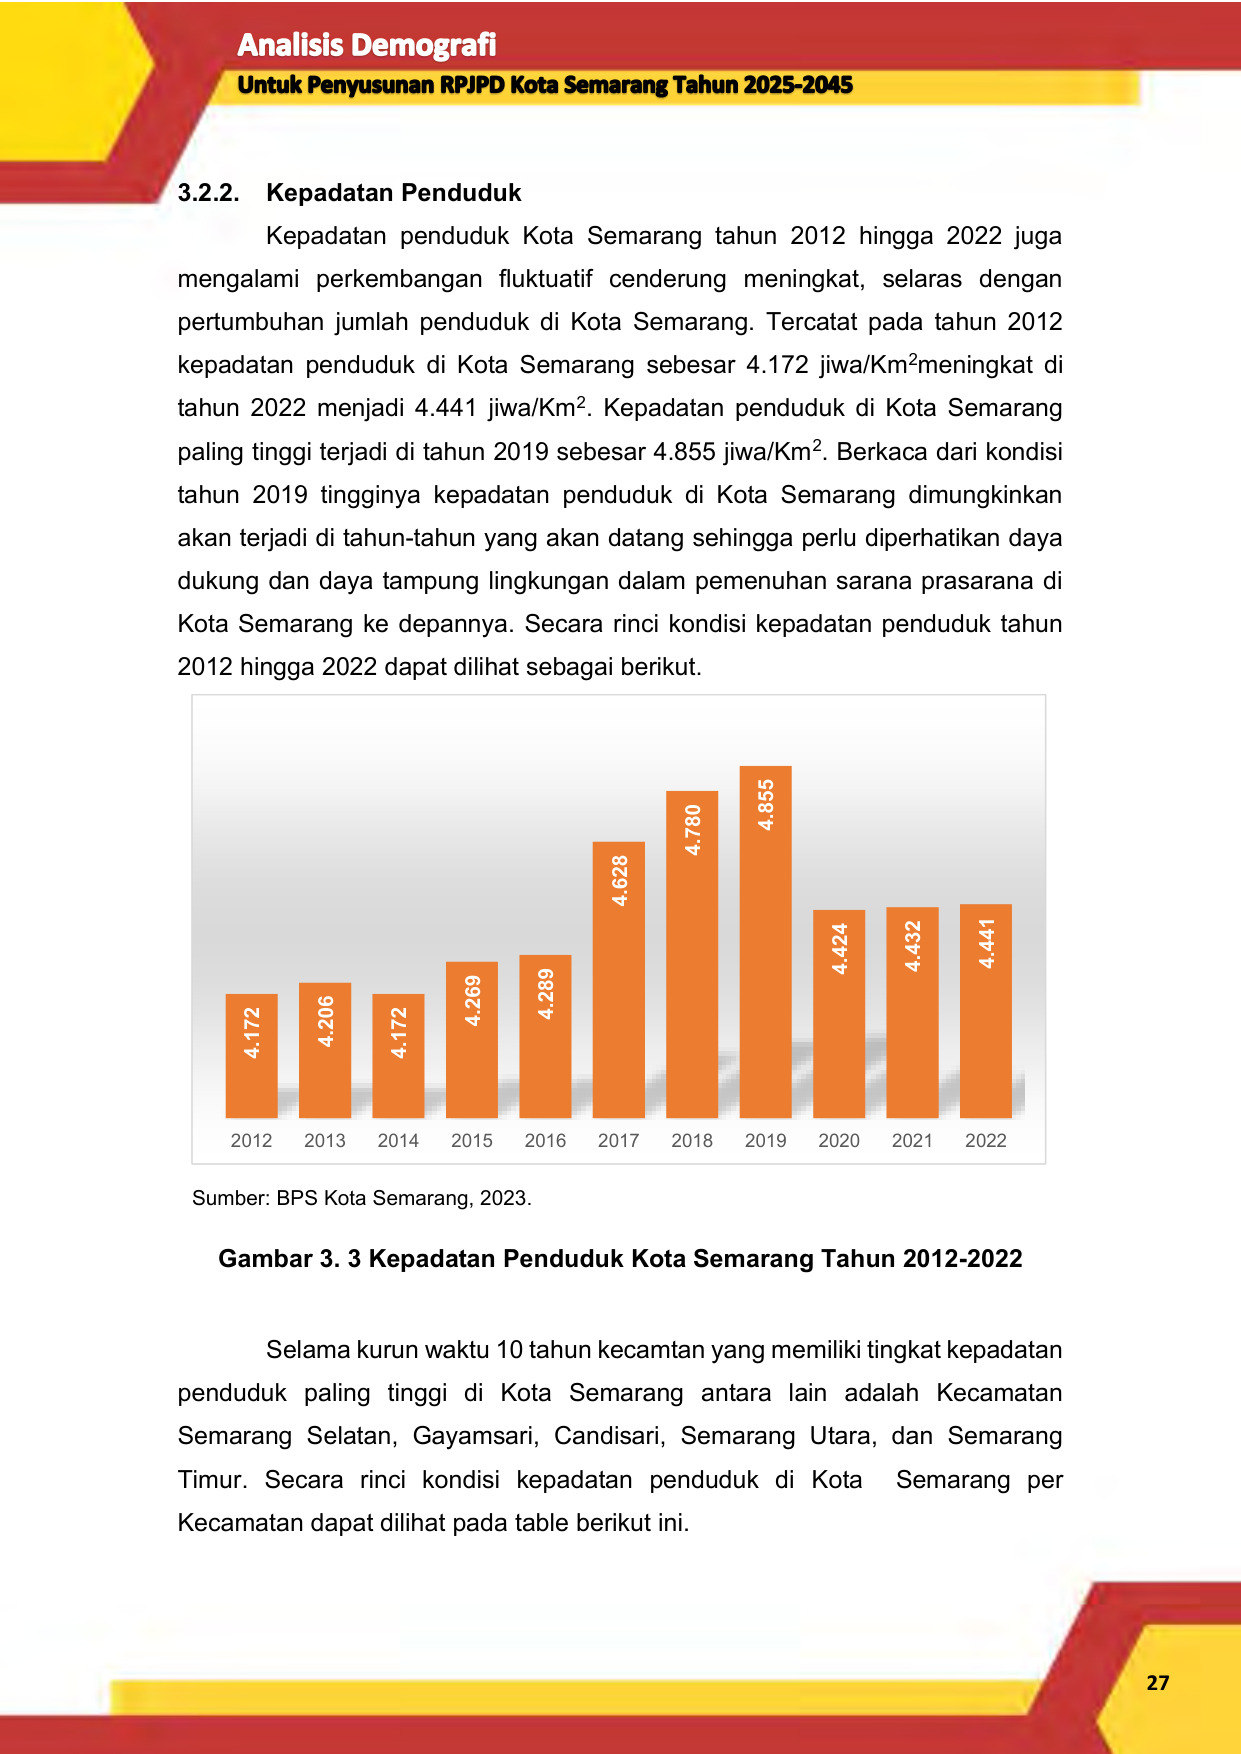 Analisis Demografi
Untuk Penyusunan RPJPD Kota Semarang Tahun 2025-2045
3.2.2. Kepadatan Penduduk
Kepadatan penduduk Kota Semarang tahun 2012 hingga 2022 juga
mengalami perkembangan fluktuatif cenderung meningkat, selaras dengan
pertumbuhan jumlah penduduk di Kota Semarang. Tercatat pada tahun 2012
kepadatan penduduk di Kota Semarang sebesar 4.172 jiwa/Km²meningkat di
tahun 2022 menjadi 4.441 jiwa/Km². Kepadatan penduduk di Kota Semarang
paling tinggi terjadi di tahun 2019 sebesar 4.855 jiwa/Km². Berkaca dari kondisi
tahun 2019 tingginya kepadatan penduduk di Kota Semarang dimungkinkan
akan terjadi di tahun-tahun yang akan datang sehingga perlu diperhatikan daya
dukung dan daya tampung lingkungan dalam pemenuhan sarana prasarana di
Kota Semarang ke depannya. Secara rinci kondisi kepadatan penduduk tahun
2012 hingga 2022 dapat dilihat sebagai berikut.
4.172 4.206 4.172 4.269 4.289 4.628 4.780 4.855 4.424 4.432 4.441
2012 2013 2014 2015 2016 2017 2018 2019 2020 2021 2022
Sumber: BPS Kota Semarang, 2023.
Gambar 3. 3 Kepadatan Penduduk Kota Semarang Tahun 2012-2022
Selama kurun waktu 10 tahun kecamtan yang memiliki tingkat kepadatan
penduduk paling tinggi di Kota Semarang antara lain adalah Kecamatan
Semarang Selatan, Gayamsari, Candisari, Semarang Utara, dan Semarang
Timur. Secara rinci kondisi kepadatan penduduk di Kota Semarang per
Kecamatan dapat dilihat pada table berikut ini.
27